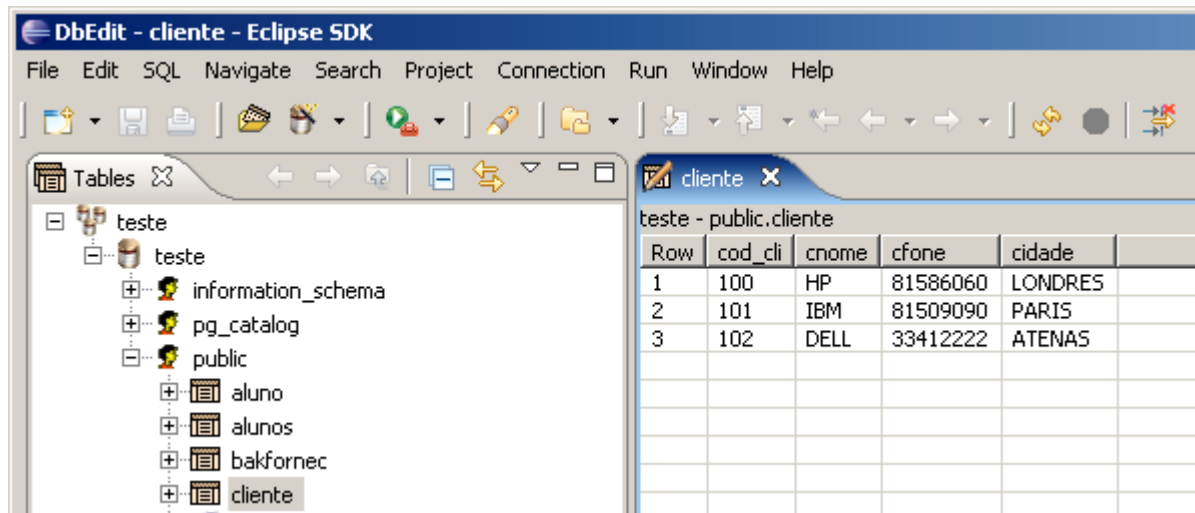 DbEdit - cliente - Eclipse SDK
File Edit SQL Navigate Search Project Connection Run Window Help
Tables
teste
teste
information_schema
pg_catalog
public
aluno
alunos
bakfornec
cliente
cliente
teste - public.cliente
Row cod_cli cnome cfone cidade
1 100 HP 81586060 LONDRES
2 101 IBM 81509090 PARIS
3 102 DELL 33412222 ATENAS